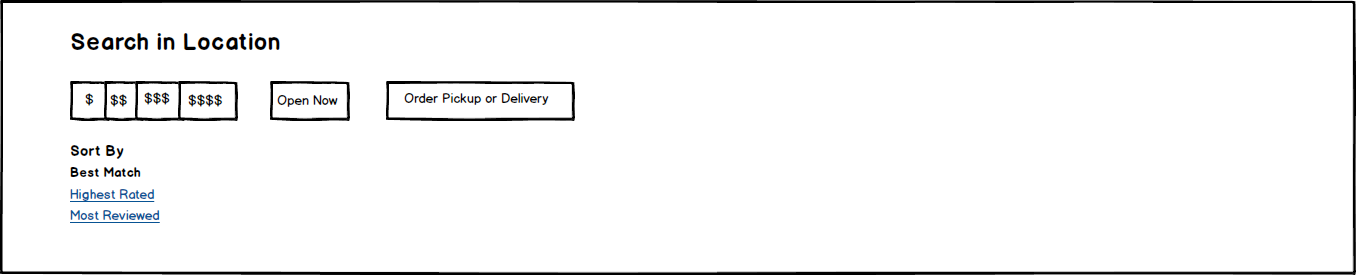 Search in Location
$ $$ $$$ $$$$ Open Now Order Pickup or Delivery
Sort By
Best Match
Highest Rated
Most Reviewed